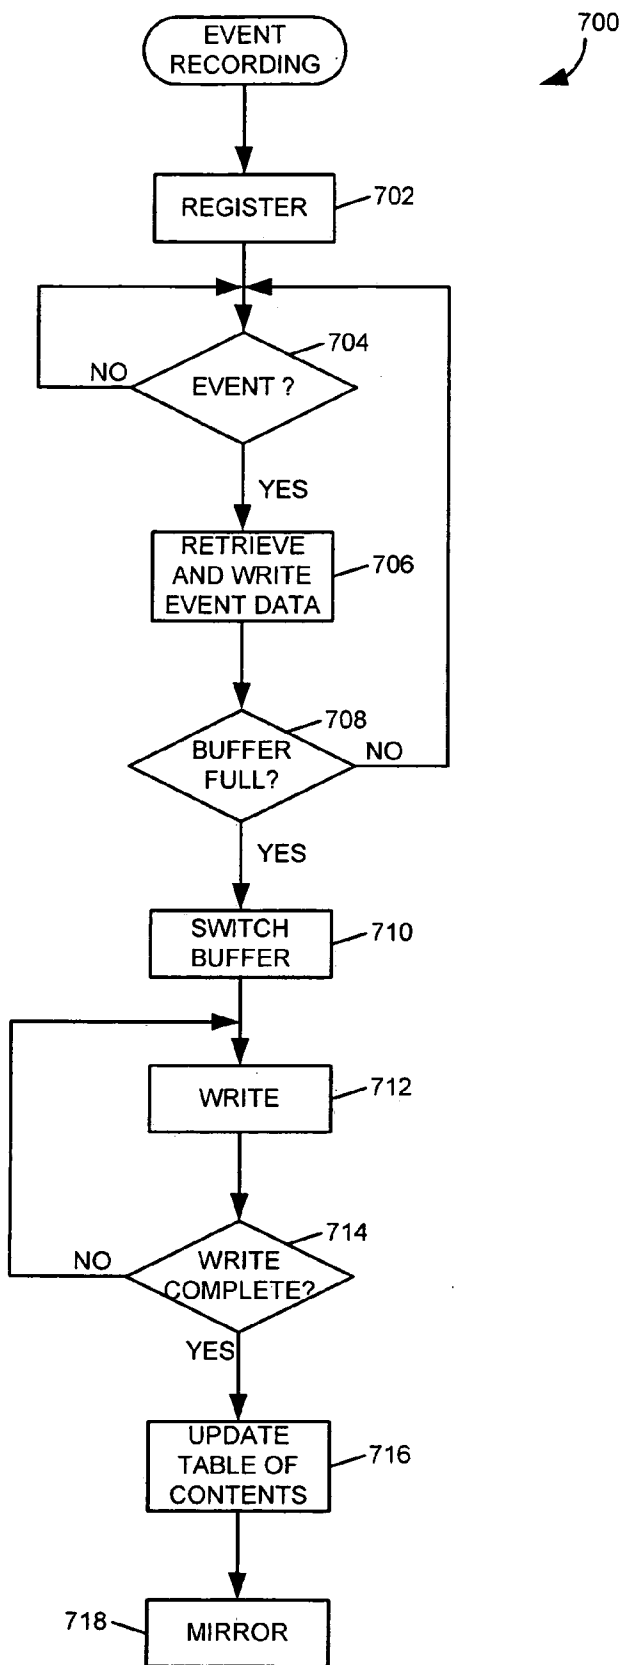 EVENT
RECORDING
700
REGISTER
702
704
EVENT ?
NO
YES
RETRIEVE
AND WRITE
EVENT DATA
706
708
BUFFER
FULL?
NO
YES
SWITCH
BUFFER
710
WRITE
712
714
WRITE
COMPLETE?
NO
YES
UPDATE
TABLE OF
CONTENTS
716
718
MIRROR